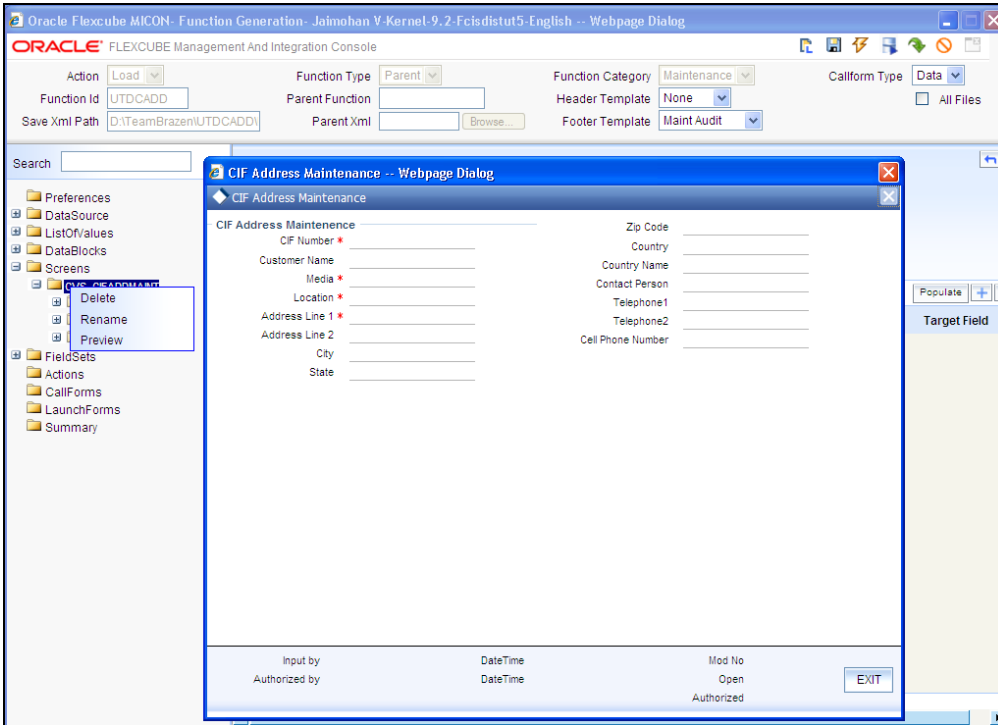 Oracle Flexcube MICON- Function Generation- Jaimohan V-Kernel-9.2-Fcisdistut5-English -- Webpage Dialog
ORACLE FLEXCUBE Management And Integration Console
Action Load Function Type Parent Function Category Maintenance Callform Type Data
Function Id UTDCADD Parent Function Header Template None All Files
Save Xml Path D:\TeamBrazen\UTDCADD\ Parent Xml Browse... Footer Template Maint Audit
Search
Preferences
DataSource
ListOfValues
DataBlocks
Screens
CVS_CIFADDMAINT
Delete
Rename
Preview
FieldSets
Actions
CallForms
LaunchForms
Summary
CIF Address Maintenance -- Webpage Dialog
CIF Address Maintenance
CIF Address Maintenence
CIF Number *
Customer Name
Media *
Location *
Address Line 1 *
Address Line 2
City
State
Zip Code
Country
Country Name
Contact Person
Telephone1
Telephone2
Cell Phone Number
Input by DateTime Mod No
Authorized by DateTime Open
Authorized
EXIT
Populate
Target Field